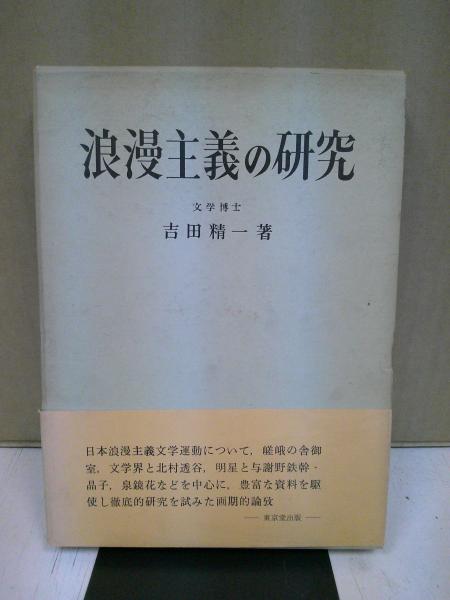 浪漫主義の研究
文学博士
吉田精一著
日本浪漫主義文学運動について，嵯峨の舎御
室，文学界と北村透谷，明星と与謝野鉄幹・
晶子，泉鏡花などを中心に，豊富な資料を駆
使し徹底的研究を試みた画期的論攷
── 東京堂出版 ──